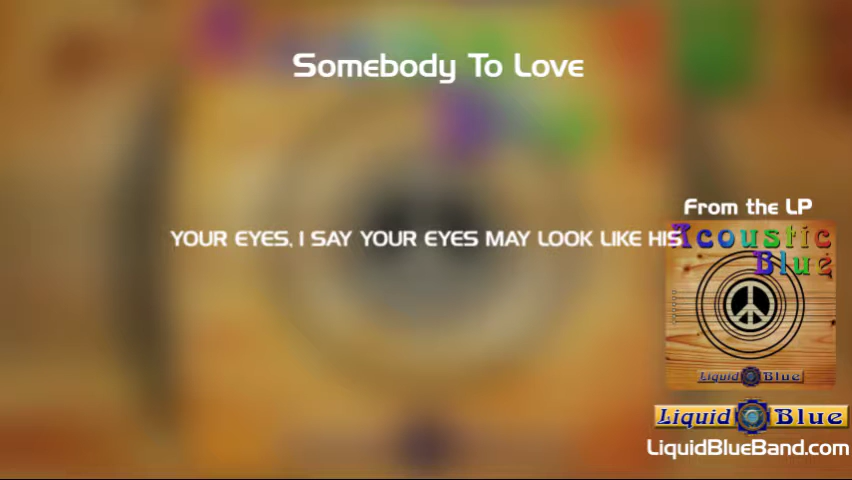 Somebody To Love
From the LP
YOUR EYES, I SAY YOUR EYES MAY LOOK LIKE HIS
Acoustic
Blue
Liquid Blue
Liquid Blue
LiquidBlueBand.com